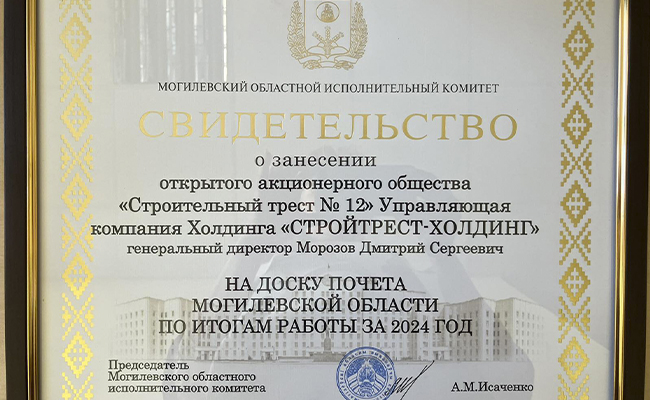 МОГИЛЕВСКИЙ ОБЛАСТНОЙ ИСПОЛНИТЕЛЬНЫЙ КОМИТЕТ
СВИДЕТЕЛЬСТВО
о занесении
открытого акционерного общества
«Строительный трест № 12» Управляющая
компания Холдинга «СТРОЙТРЕСТ-ХОЛДИНГ»
генеральный директор Морозов Дмитрий Сергеевич
НА ДОСКУ ПОЧЕТА
МОГИЛЕВСКОЙ ОБЛАСТИ
ПО ИТОГАМ РАБОТЫ ЗА 2024 ГОД
Председатель
Могилевского областного
исполнительного комитета
А.М.Исаченко